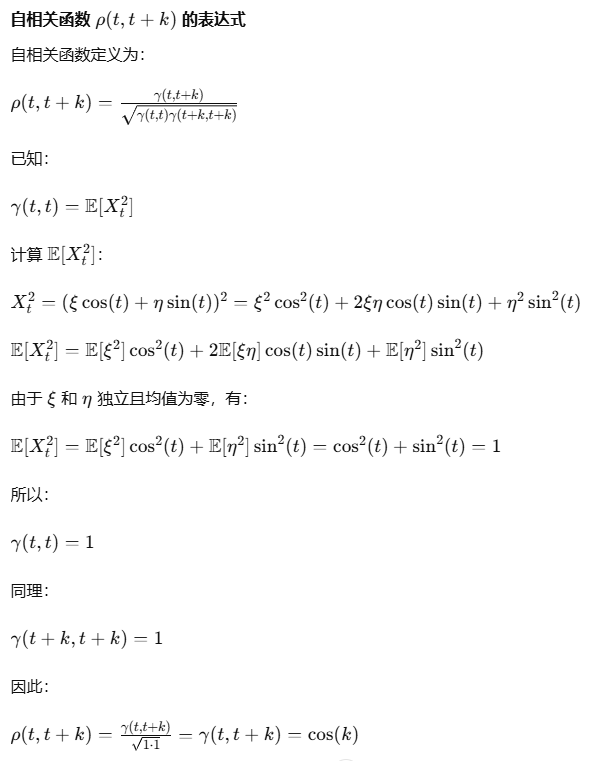 自相关函数 ρ(t, t + k) 的表达式
自相关函数定义为：
ρ(t, t + k) = γ(t,t+k) / √(γ(t,t)γ(t+k,t+k))
已知：
γ(t, t) = 𝔼[X_t^2]
计算 𝔼[X_t^2]：
X_t^2 = (ξ cos(t) + η sin(t))^2 = ξ^2 cos^2(t) + 2ξη cos(t) sin(t) + η^2 sin^2(t)
𝔼[X_t^2] = 𝔼[ξ^2] cos^2(t) + 2𝔼[ξη] cos(t) sin(t) + 𝔼[η^2] sin^2(t)
由于 ξ 和 η 独立且均值为零，有：
𝔼[X_t^2] = 𝔼[ξ^2] cos^2(t) + 𝔼[η^2] sin^2(t) = cos^2(t) + sin^2(t) = 1
所以：
γ(t, t) = 1
同理：
γ(t + k, t + k) = 1
因此：
ρ(t, t + k) = γ(t,t+k) / √(1·1) = γ(t, t + k) = cos(k)